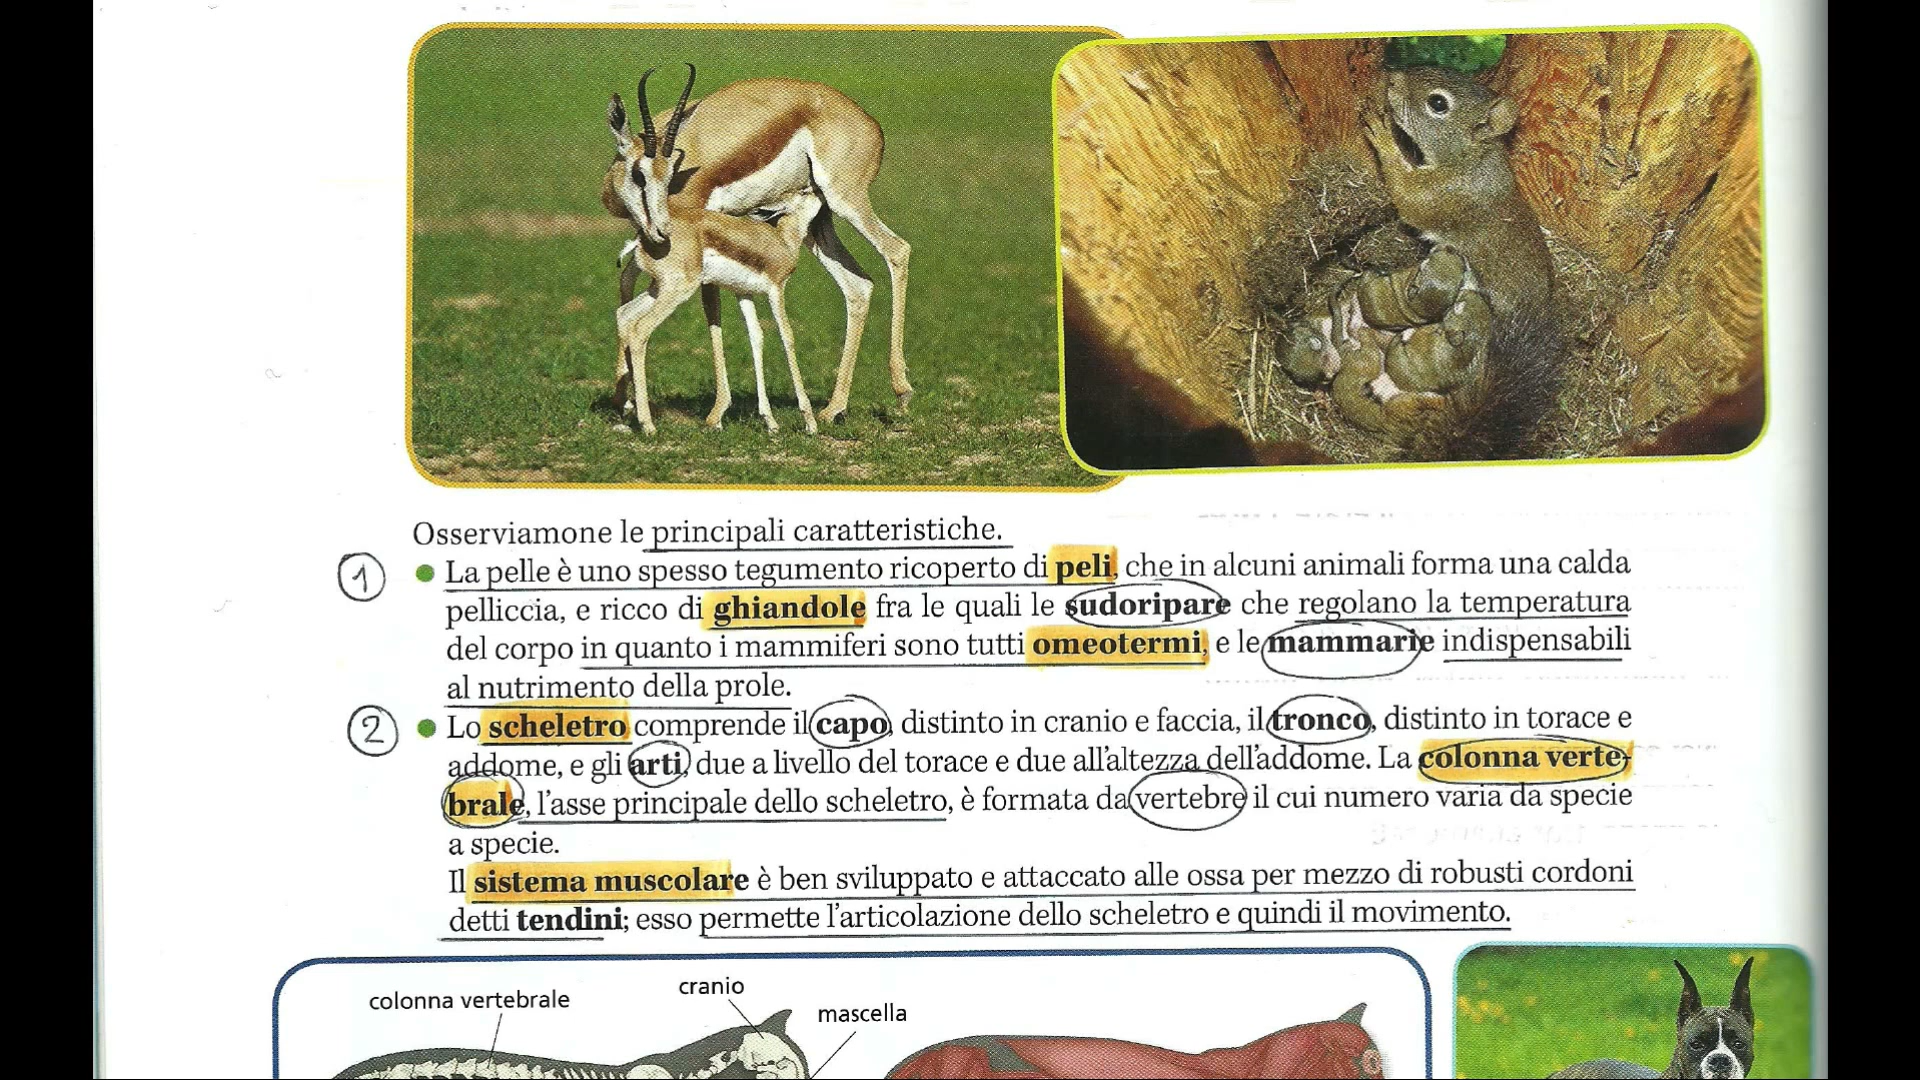 Osserviamone le principali caratteristiche.
1
● La pelle è uno spesso tegumento ricoperto di peli, che in alcuni animali forma una calda
pelliccia, e ricco di ghiandole fra le quali le sudoripare che regolano la temperatura
del corpo in quanto i mammiferi sono tutti omeotermi, e le mammarie indispensabili
al nutrimento della prole.
2
● Lo scheletro comprende il capo, distinto in cranio e faccia, il tronco, distinto in torace e
addome, e gli arti, due a livello del torace e due all'altezza dell'addome. La colonna verte-
brale, l'asse principale dello scheletro, è formata da vertebre il cui numero varia da specie
a specie.
Il sistema muscolare è ben sviluppato e attaccato alle ossa per mezzo di robusti cordoni
detti tendini; esso permette l'articolazione dello scheletro e quindi il movimento.
colonna vertebrale
cranio
mascella